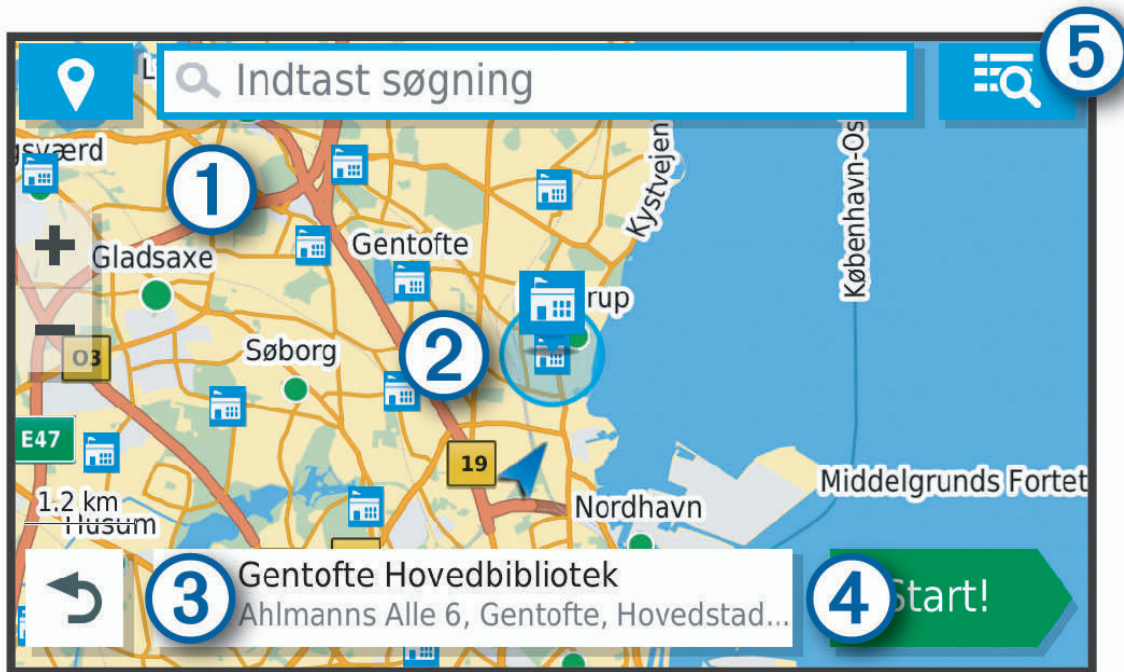 5
Indtast søgning
København-Os
gsværd
Kystvejen
1
+
Gentofte
Gladsaxe
rup
2
−
O3
Søborg
E47
19
Middelgrunds Fortet
1.2 km
Nordhavn
Husum
3
Gentofte Hovedbibliotek
4
Start!
Ahlmanns Alle 6, Gentofte, Hovedstad...